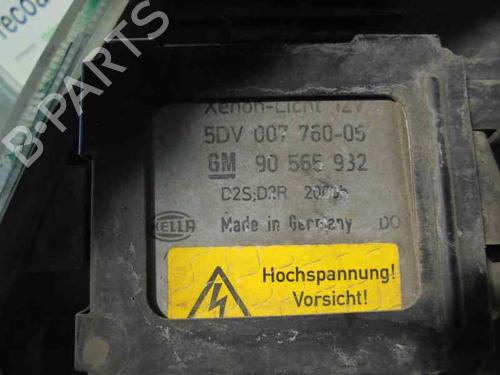 Xenon-Licht 12V
5DV 007 760-05
GM 90 565 932
D2S;D2R
HELLA Made in Germany DO
Hochspannung!
Vorsicht!